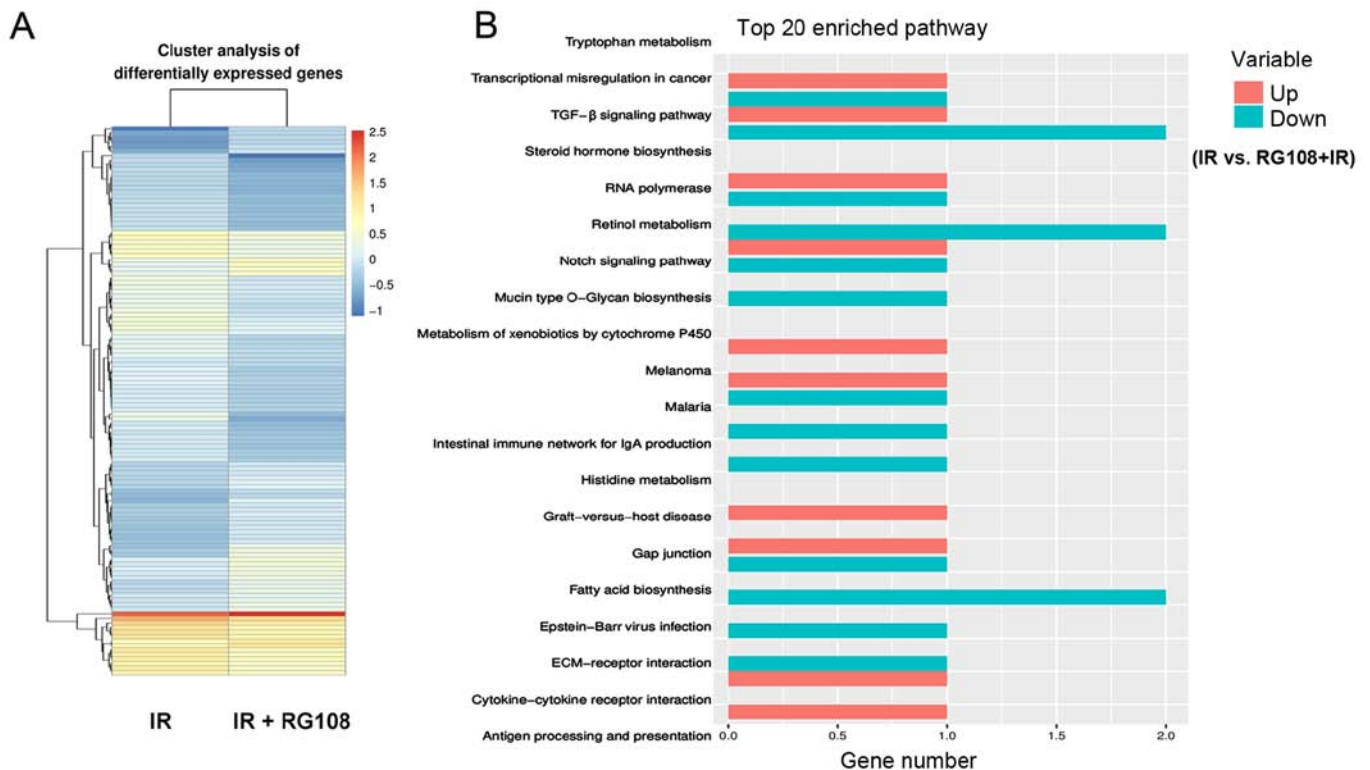 A
Cluster analysis of
differentially expressed genes
2.5
2
1.5
1
0.5
0
−0.5
−1
IR
IR + RG108
B
Top 20 enriched pathway
Tryptophan metabolism
Transcriptional misregulation in cancer
TGF−β signaling pathway
Steroid hormone biosynthesis
RNA polymerase
Retinol metabolism
Notch signaling pathway
Mucin type O−Glycan biosynthesis
Metabolism of xenobiotics by cytochrome P450
Melanoma
Malaria
Intestinal immune network for IgA production
Histidine metabolism
Graft−versus−host disease
Gap junction
Fatty acid biosynthesis
Epstein−Barr virus infection
ECM−receptor interaction
Cytokine−cytokine receptor interaction
Antigen processing and presentation
0.0 0.5 1.0 1.5 2.0
Gene number
Variable
Up
Down
(IR vs. RG108+IR)